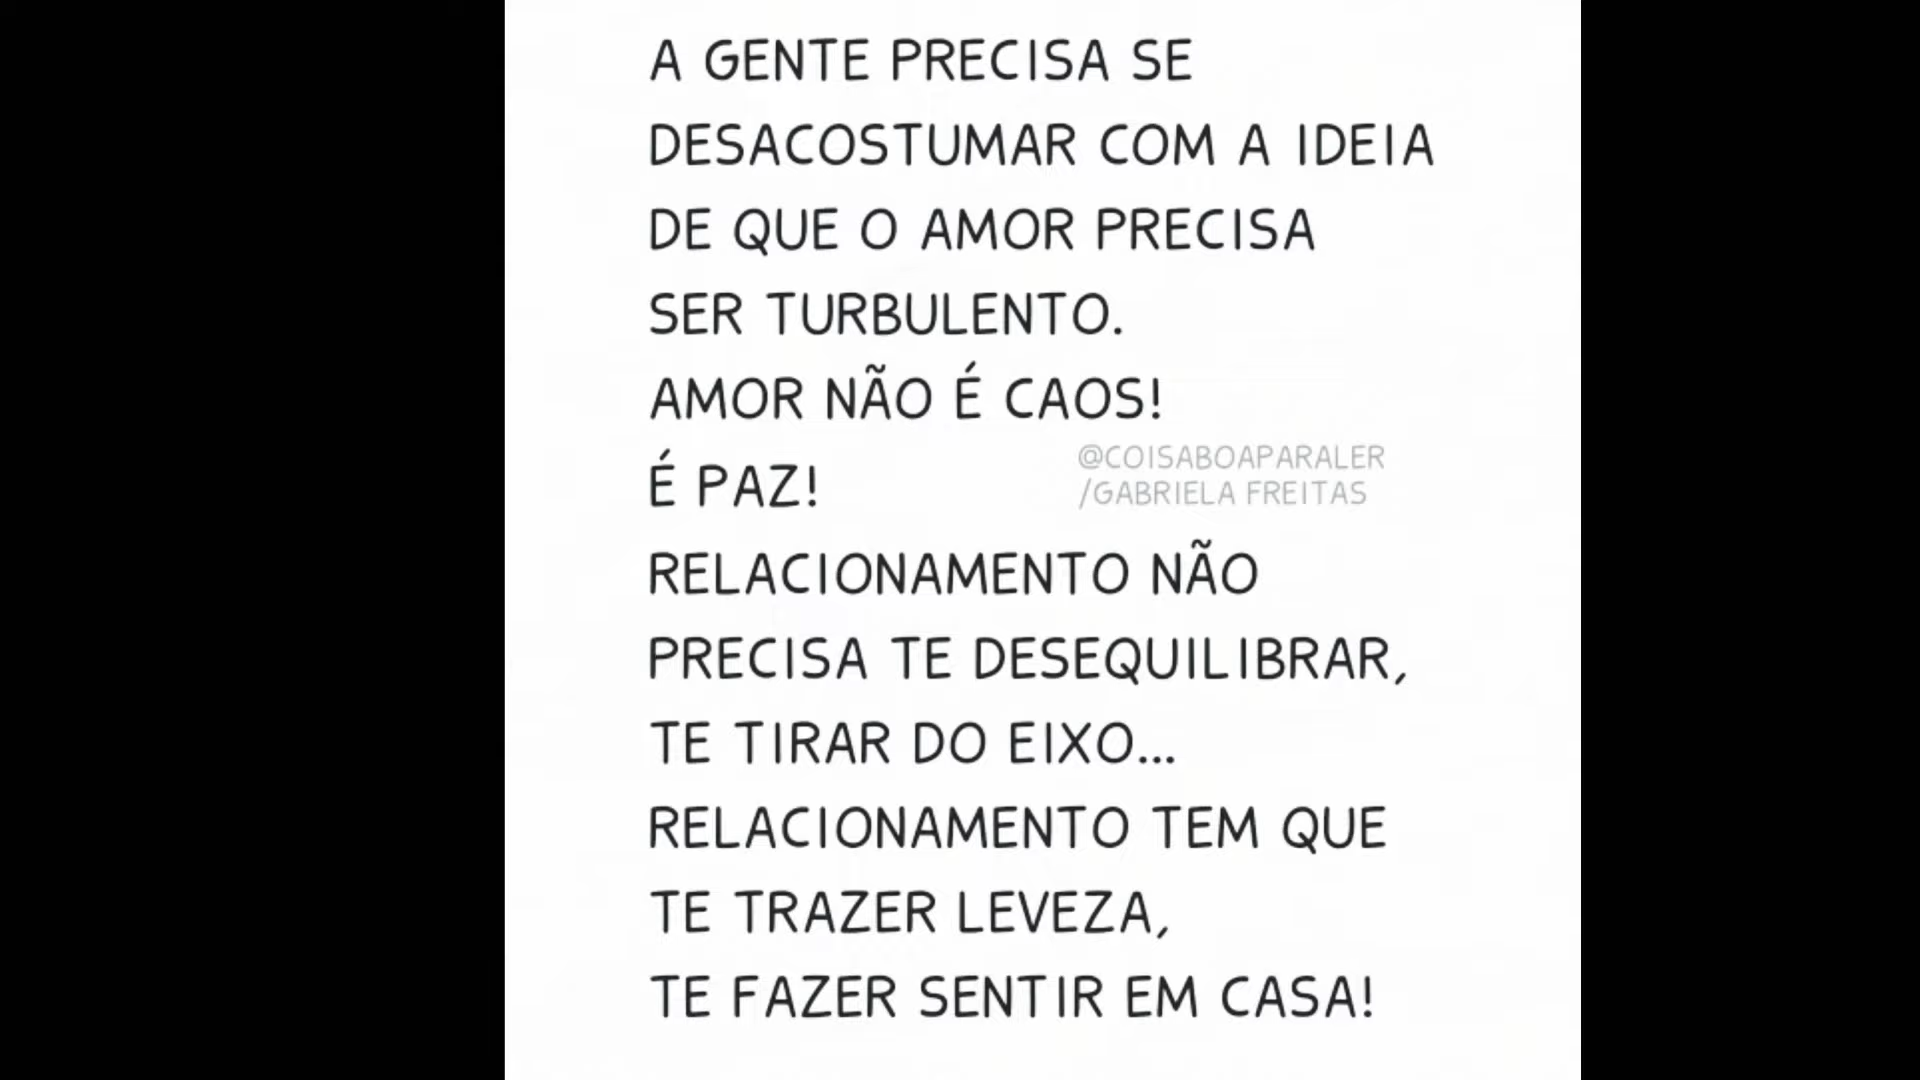 A GENTE PRECISA SE
DESACOSTUMAR COM A IDEIA
DE QUE O AMOR PRECISA
SER TURBULENTO.
AMOR NÃO É CAOS!
É PAZ!
@COISABOAPARALER
/GABRIELA FREITAS
RELACIONAMENTO NÃO
PRECISA TE DESEQUILIBRAR,
TE TIRAR DO EIXO...
RELACIONAMENTO TEM QUE
TE TRAZER LEVEZA,
TE FAZER SENTIR EM CASA!